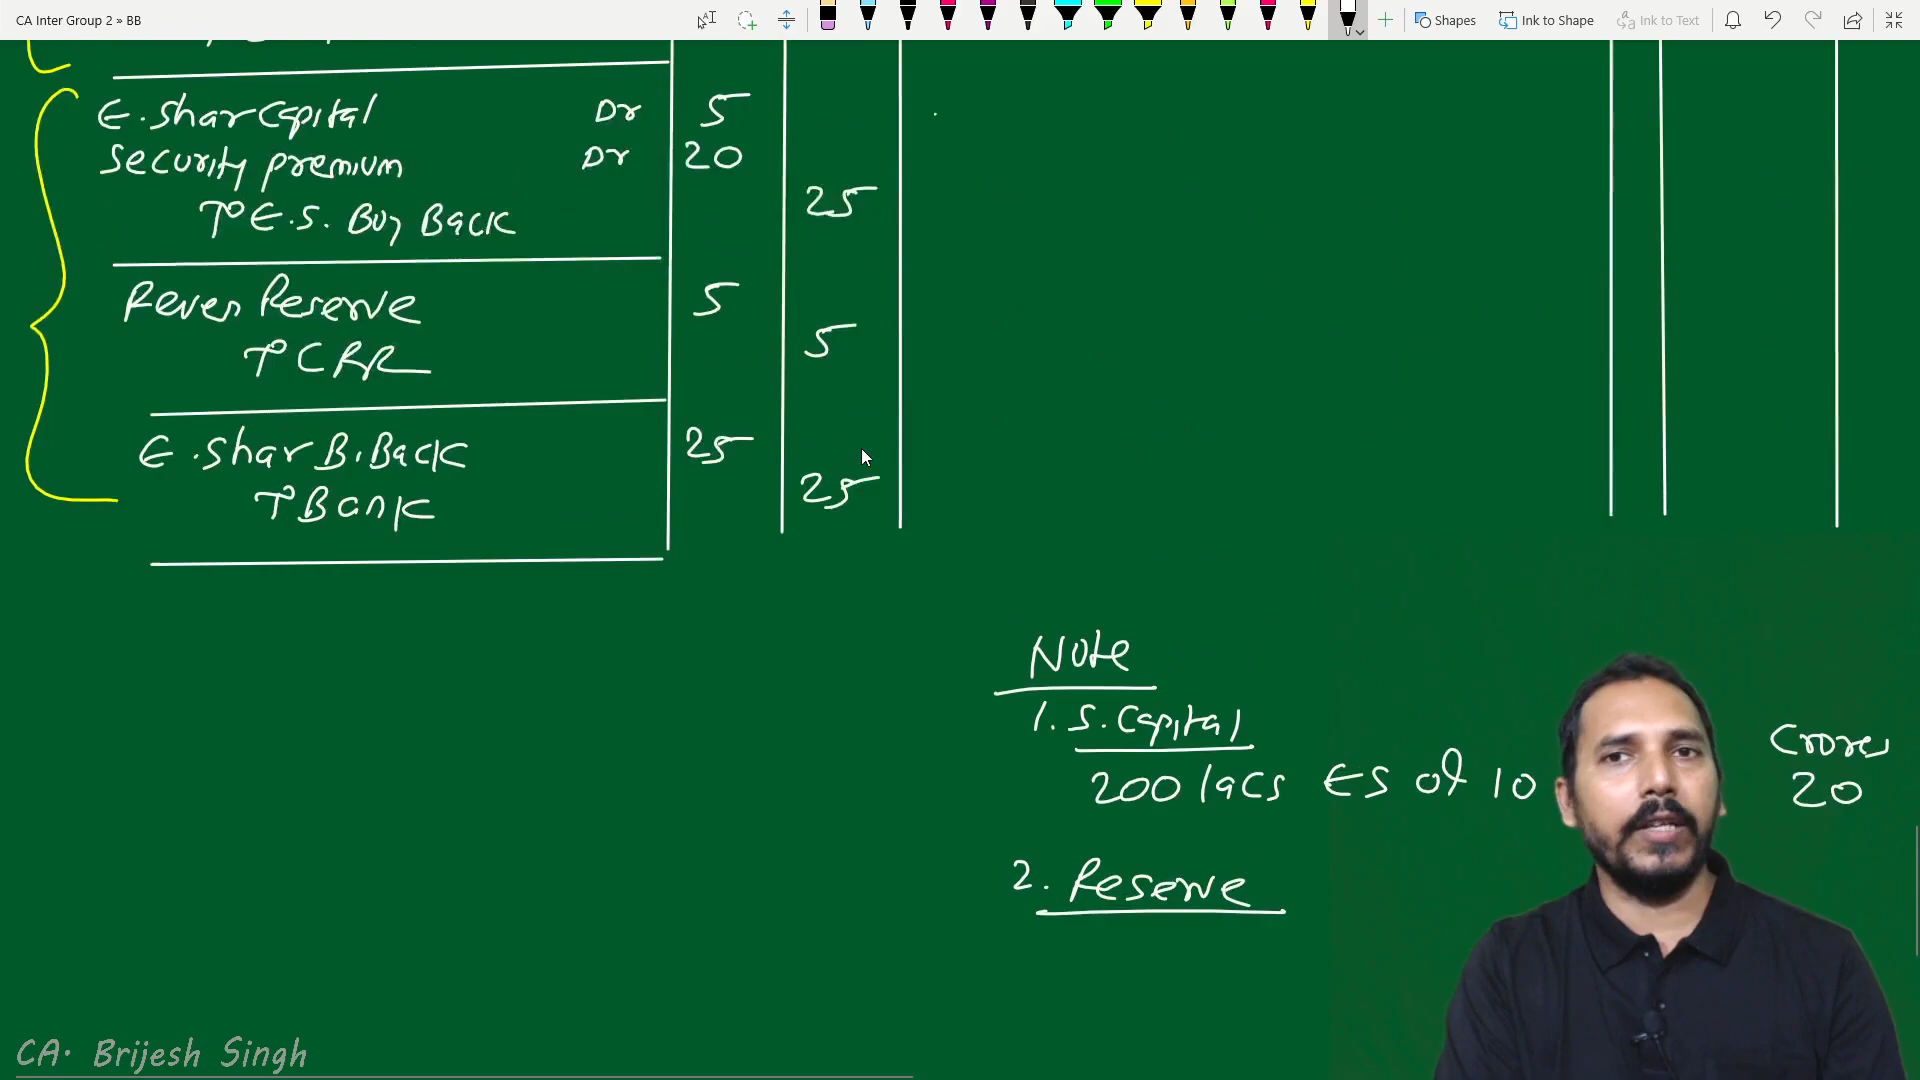 CA Inter Group 2 » BB
Shapes
Ink to Shape
Ink to Text
E. Shar Capital Dr 5
Security premium Dr 20
To E.S. Buy Back 25
Reven Reserve 5
To CRR 5
E. Shar B. Back 25
To Bank 25
Note
1. S. Capital
Crores
200 lacs ES of 10 20
2. Reserve
CA. Brijesh Singh